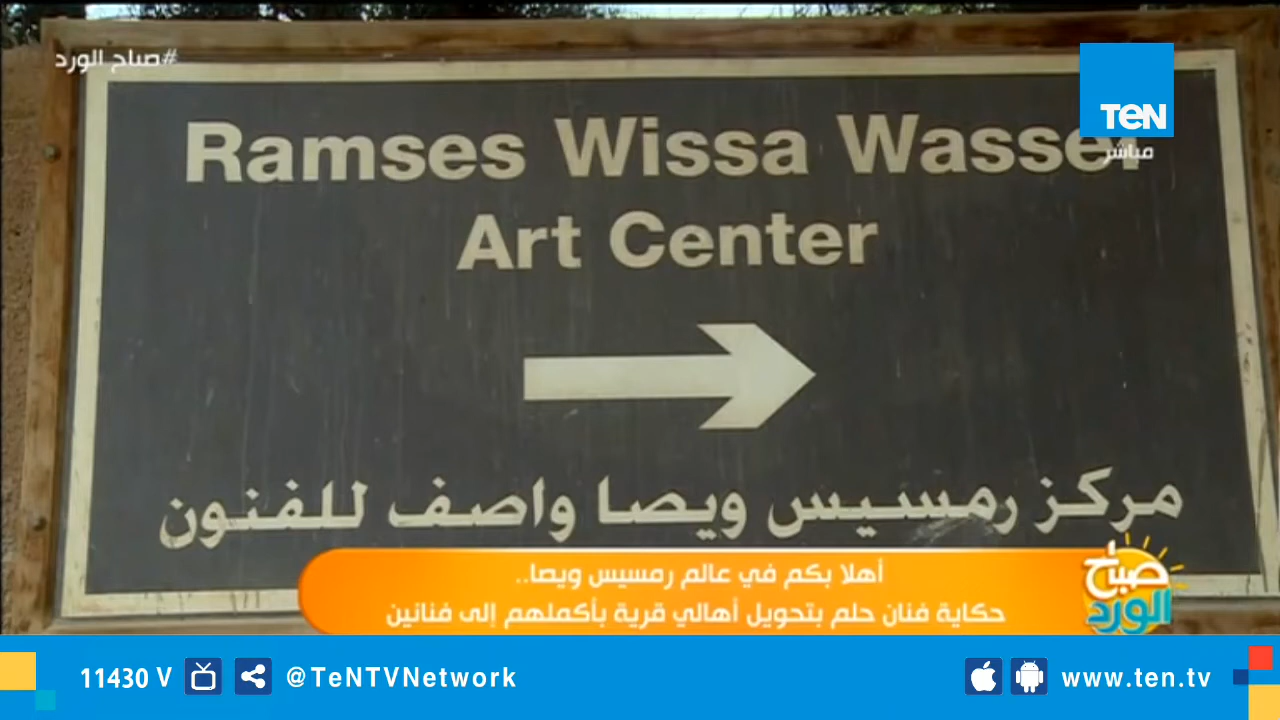 #صباح الورد
TEN
مباشر
Ramses Wissa Wassef
Art Center
مركز رمسيس ويصا واصف للفنون
أهلا بكم في عالم رمسيس ويصا..
حكاية فنان حلم بتحويل أهالي قرية بأكملهم إلى فنانين
صباح الورد
11430 V
@TeNTVNetwork
www.ten.tv